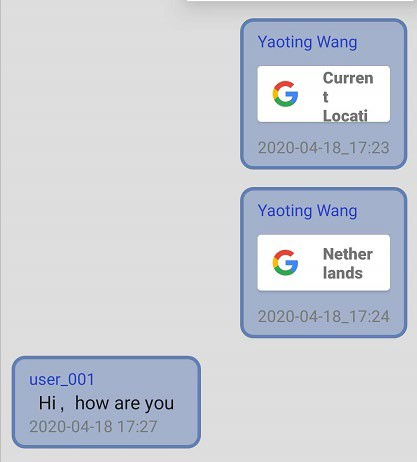 Yaoting Wang
Curren
t
Locati
2020-04-18_17:23
Yaoting Wang
Nether
lands
2020-04-18_17:24
user_001
Hi , how are you
2020-04-18 17:27